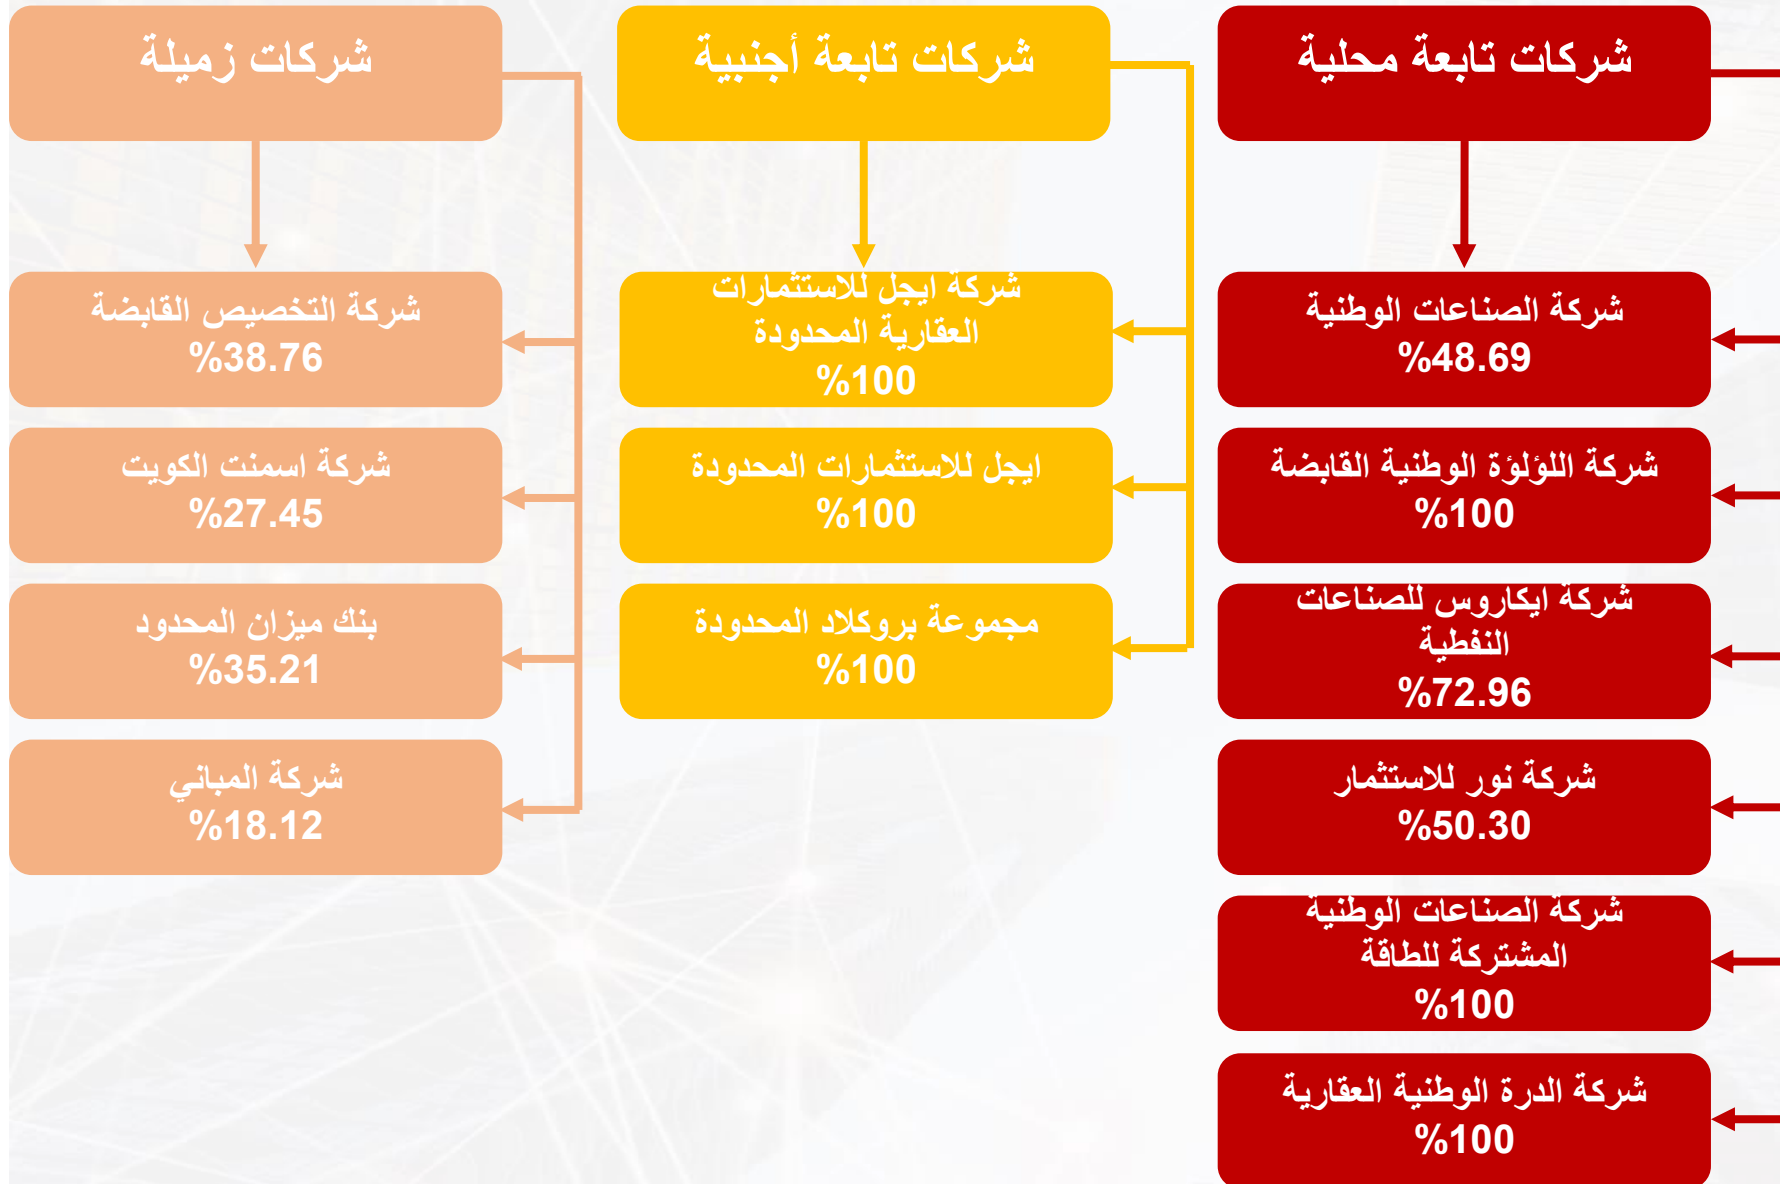 شركات تابعة محلية
شركة الصناعات الوطنية
%48.69
شركة اللؤلؤة الوطنية القابضة
%100
شركة ايكاروس للصناعات
النفطية
%72.96
شركة نور للاستثمار
%50.30
شركة الصناعات الوطنية
المشتركة للطاقة
%100
شركة الدرة الوطنية العقارية
%100
شركات تابعة أجنبية
شركة ايجل للاستثمارات
العقارية المحدودة
%100
ايجل للاستثمارات المحدودة
%100
مجموعة بروكلاد المحدودة
%100
شركات زميلة
شركة التخصيص القابضة
%38.76
شركة اسمنت الكويت
%27.45
بنك ميزان المحدود
%35.21
شركة المباني
%18.12